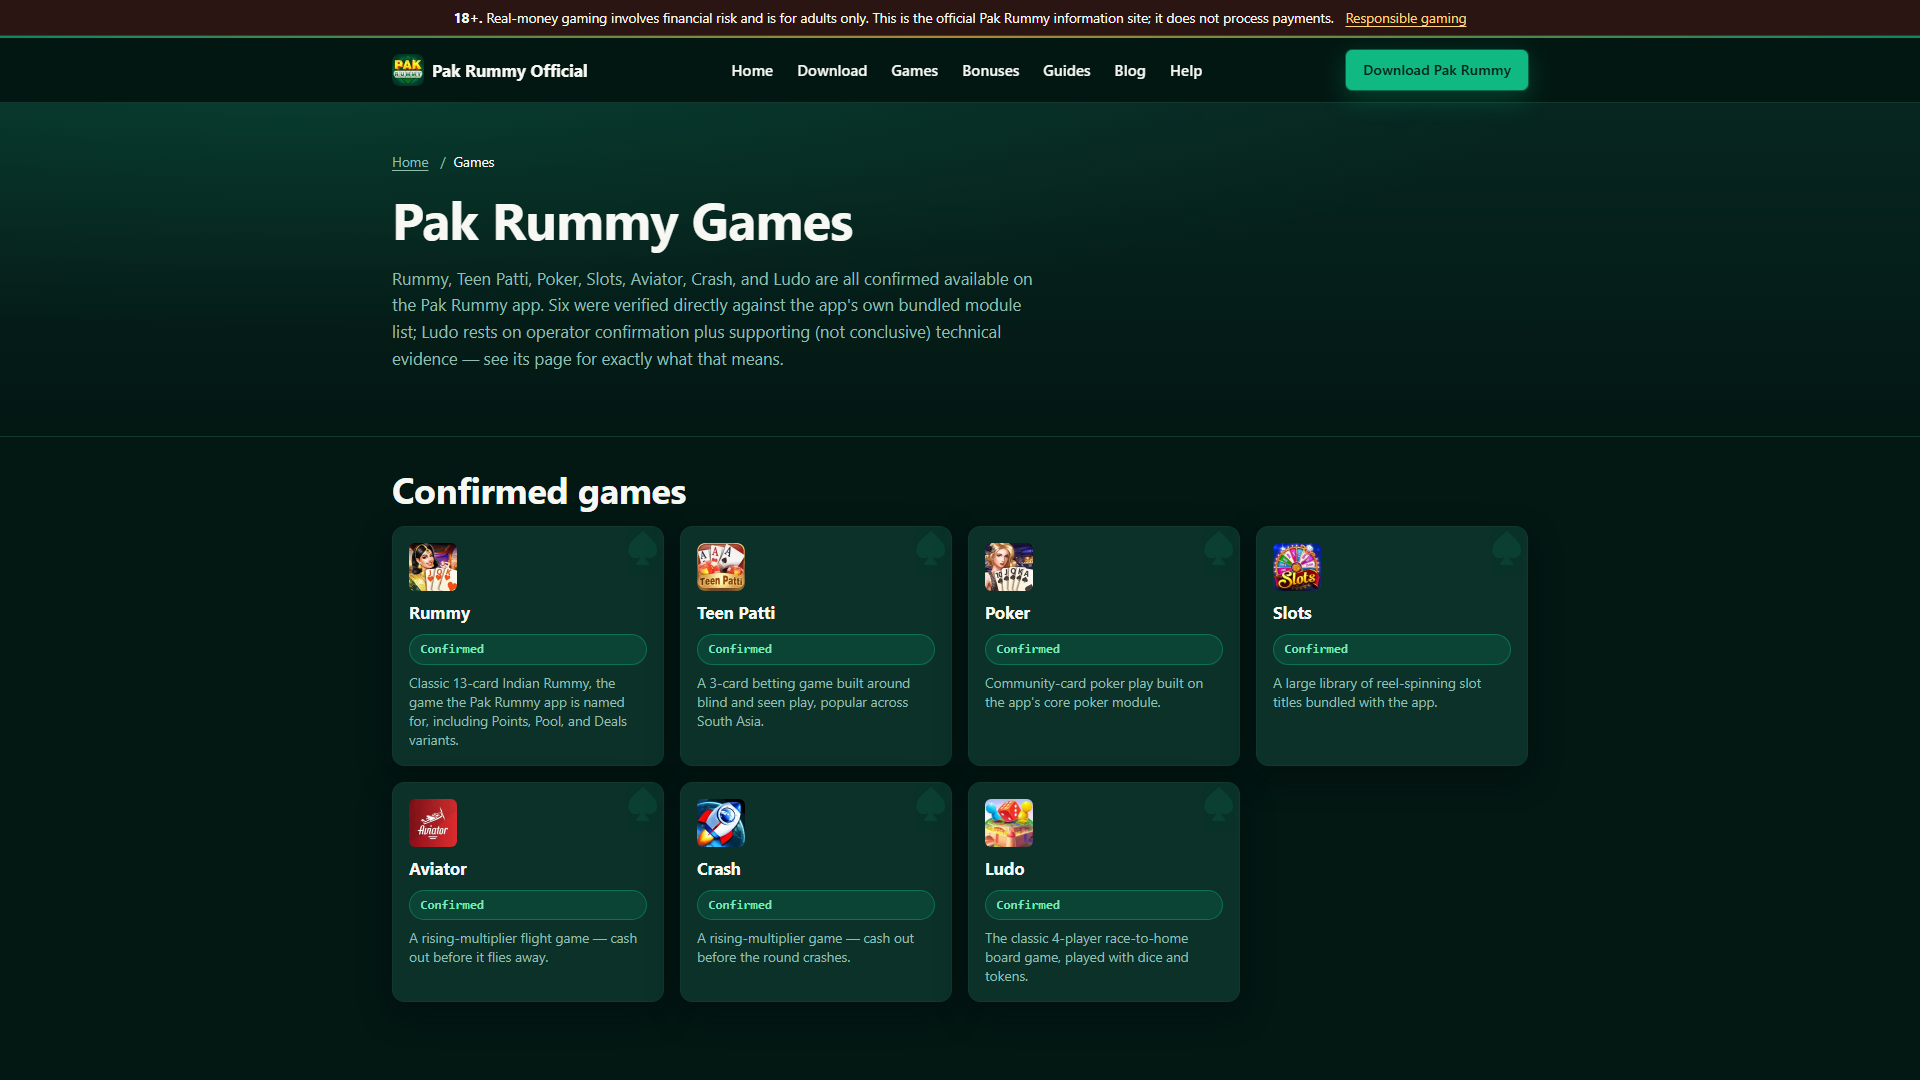 18+. Real-money gaming involves financial risk and is for adults only. This is the official Pak Rummy information site; it does not process payments. Responsible gaming
PAK
RUMMY
Pak Rummy Official
Home
Download
Games
Bonuses
Guides
Blog
Help
Download Pak Rummy
Home / Games
Pak Rummy Games
Rummy, Teen Patti, Poker, Slots, Aviator, Crash, and Ludo are all confirmed available on
the Pak Rummy app. Six were verified directly against the app's own bundled module
list; Ludo rests on operator confirmation plus supporting (not conclusive) technical
evidence — see its page for exactly what that means.
Confirmed games
Rummy
Confirmed
Classic 13-card Indian Rummy, the
game the Pak Rummy app is named
for, including Points, Pool, and Deals
variants.
A A A
Teen Patti
Teen Patti
Confirmed
A 3-card betting game built around
blind and seen play, popular across
South Asia.
10 J Q K A
Poker
Confirmed
Community-card poker play built on
the app's core poker module.
Slots
Slots
Confirmed
A large library of reel-spinning slot
titles bundled with the app.
Aviator
Aviator
Confirmed
A rising-multiplier flight game — cash
out before it flies away.
Crash
Confirmed
A rising-multiplier game — cash out
before the round crashes.
Ludo
Confirmed
The classic 4-player race-to-home
board game, played with dice and
tokens.